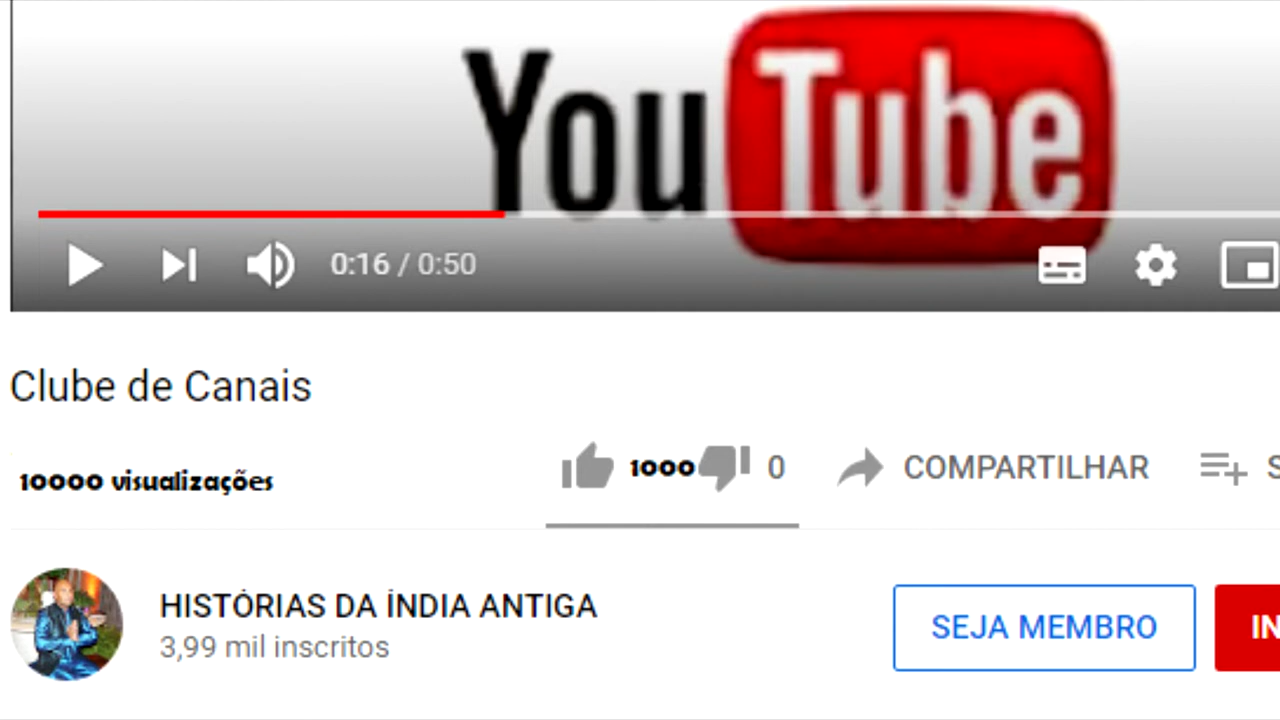 YouTube
0:16 / 0:50
Clube de Canais
10000 visualizações
1000 0 COMPARTILHAR S
HISTÓRIAS DA ÍNDIA ANTIGA
3,99 mil inscritos
SEJA MEMBRO IN